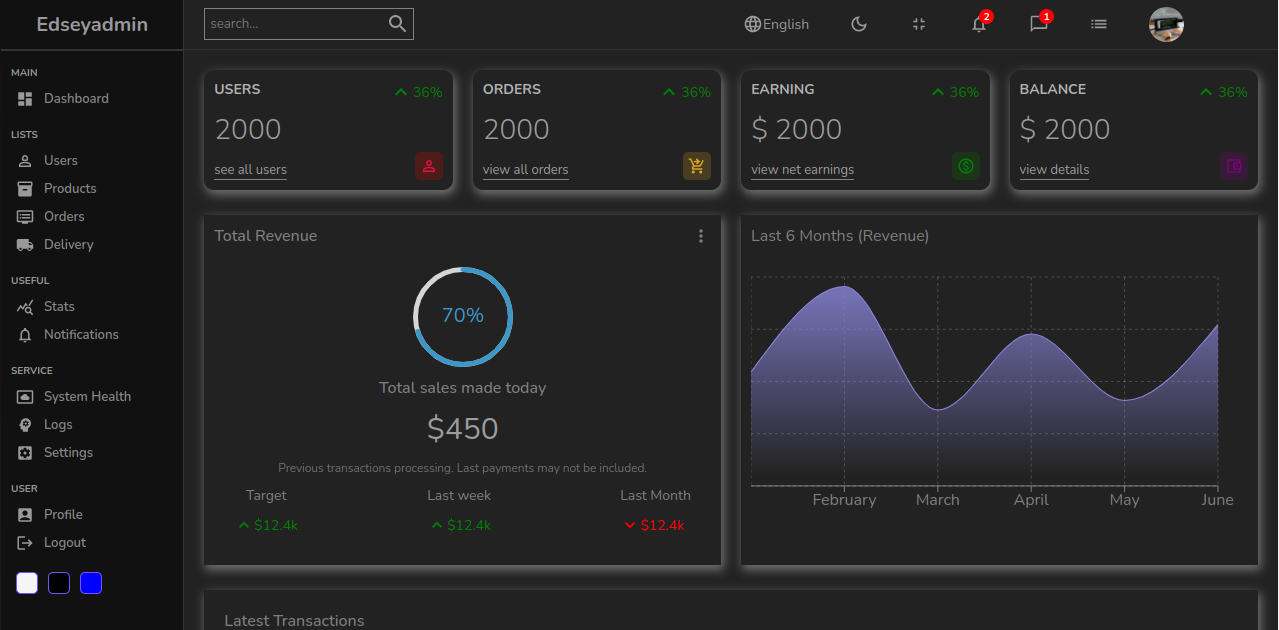 Edseyadmin
search...
English
2
1
MAIN
Dashboard
LISTS
Users
Products
Orders
Delivery
USEFUL
Stats
Notifications
SERVICE
System Health
Logs
Settings
USER
Profile
Logout
USERS
36%
2000
see all users
ORDERS
36%
2000
view all orders
EARNING
36%
$ 2000
view net earnings
BALANCE
36%
$ 2000
view details
Total Revenue
70%
Total sales made today
$450
Previous transactions processing. Last payments may not be included.
Target
$12.4k
Last week
$12.4k
Last Month
$12.4k
Last 6 Months (Revenue)
February March April May June
Latest Transactions